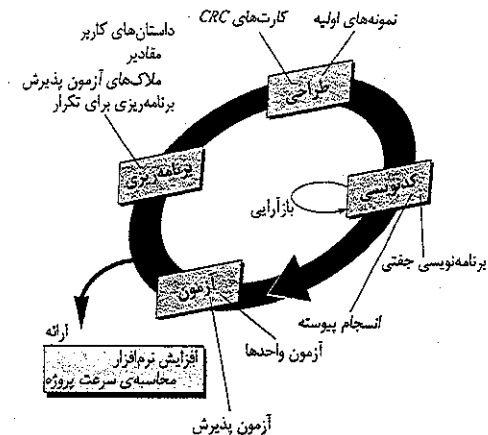 نمونه‌های اولیه
کارت‌های CRC
داستان‌های کاربر
مقادیر
ملاک‌های آزمون پذیرش
برنامه‌ریزی برای تکرار
طراحی
برنامه‌ریزی
کدنویسی
بازآرایی
برنامه‌نویسی جفتی
انسجام پیوسته
آزمون
آزمون واحدها
آزمون پذیرش
ارائه
افزایش نرم‌افزار
محاسبه‌ی سرعت پروژه